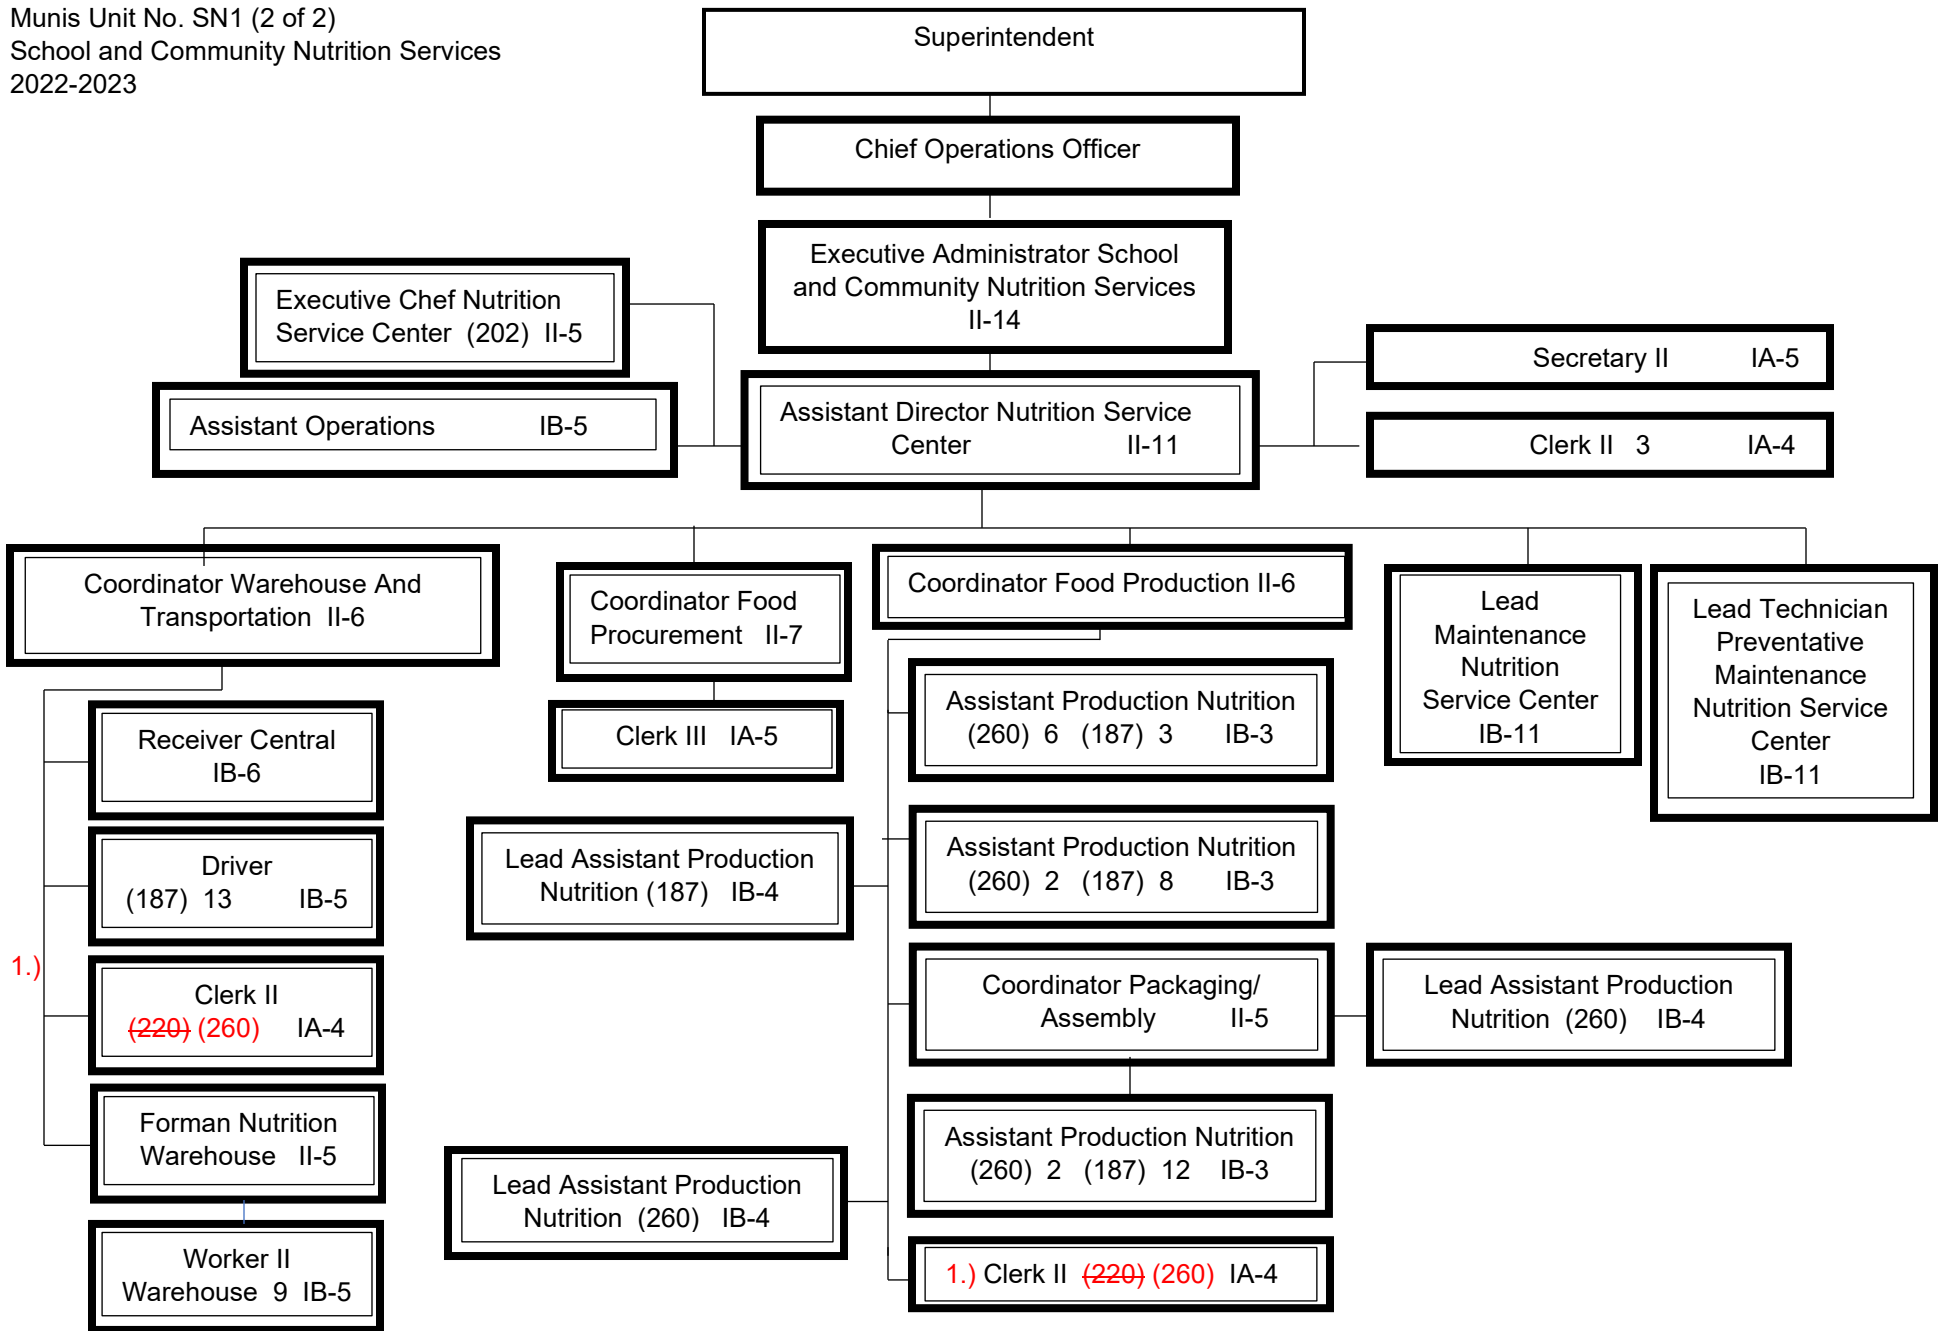 Munis Unit No. SN1 (2 of 2)
School and Community Nutrition Services
2022-2023
Superintendent
Chief Operations Officer
Executive Administrator School
and Community Nutrition Services
II-14
Executive Chef Nutrition
Service Center (202) II-5
Assistant Operations IB-5
Assistant Director Nutrition Service
Center II-11
Secretary II IA-5
Clerk II 3 IA-4
Coordinator Warehouse And
Transportation II-6
Coordinator Food
Procurement II-7
Coordinator Food Production II-6
Lead
Maintenance
Nutrition
Service Center
IB-11
Lead Technician
Preventative
Maintenance
Nutrition Service
Center
IB-11
Receiver Central
IB-6
Driver
(187) 13 IB-5
1.)
Clerk II
(220) (260) IA-4
Forman Nutrition
Warehouse II-5
Worker II
Warehouse 9 IB-5
Clerk III IA-5
Lead Assistant Production
Nutrition (187) IB-4
Lead Assistant Production
Nutrition (260) IB-4
Assistant Production Nutrition
(260) 6 (187) 3 IB-3
Assistant Production Nutrition
(260) 2 (187) 8 IB-3
Coordinator Packaging/
Assembly II-5
Lead Assistant Production
Nutrition (260) IB-4
Assistant Production Nutrition
(260) 2 (187) 12 IB-3
1.) Clerk II (220) (260) IA-4